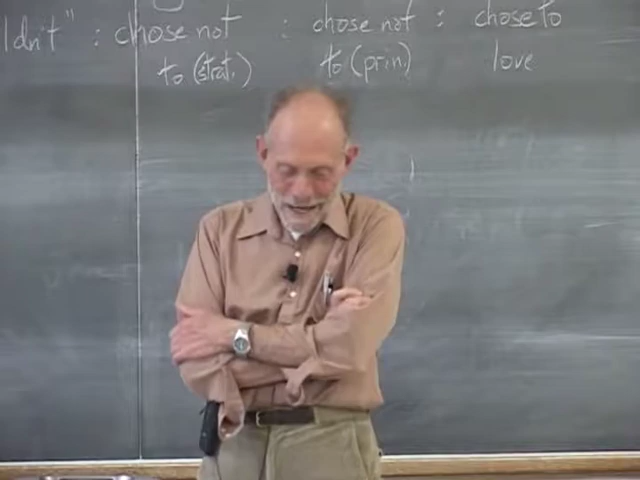 ldn't" : chose not : chose not : chose to
to (strat.) to (prin.) love